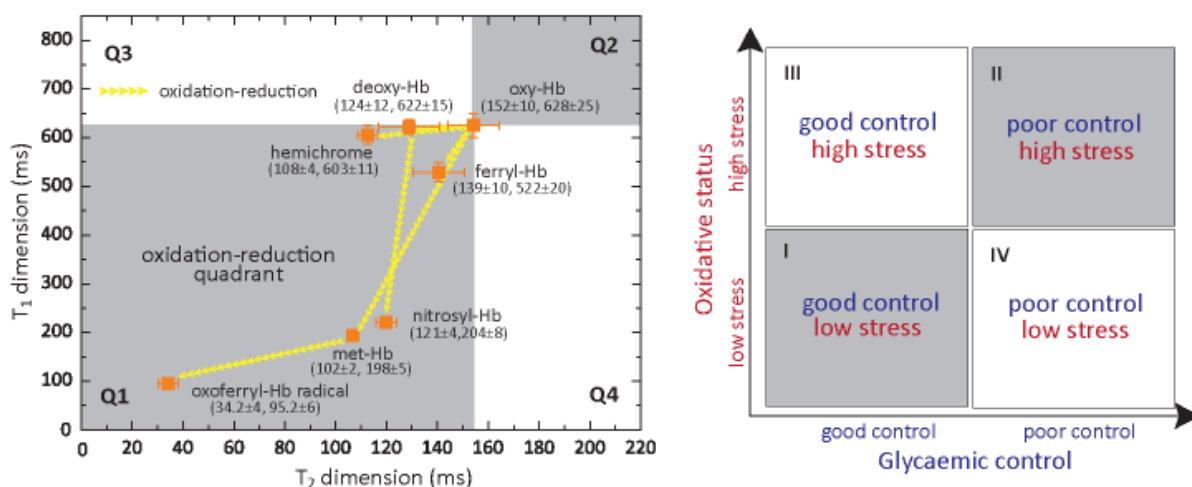 Q3
Q2
oxidation-reduction
deoxy-Hb
(124±12, 622±15)
oxy-Hb
(152±10, 628±25)
hemichrome
(108±4, 603±11)
ferryl-Hb
(139±10, 522±20)
oxidation-reduction
quadrant
nitrosyl-Hb
(121±4,204±8)
met-Hb
(102±2, 198±5)
oxoferryl-Hb radical
(34.2±4, 95.2±6)
Q1
Q4
800
700
600
500
400
300
200
100
0
T₁ dimension (ms)
0 20 40 60 80 100 120 140 160 180 200 220
T₂ dimension (ms)
III
good control
high stress
II
poor control
high stress
I
good control
low stress
IV
poor control
low stress
Oxidative status
high stress
low stress
good control
poor control
Glycaemic control